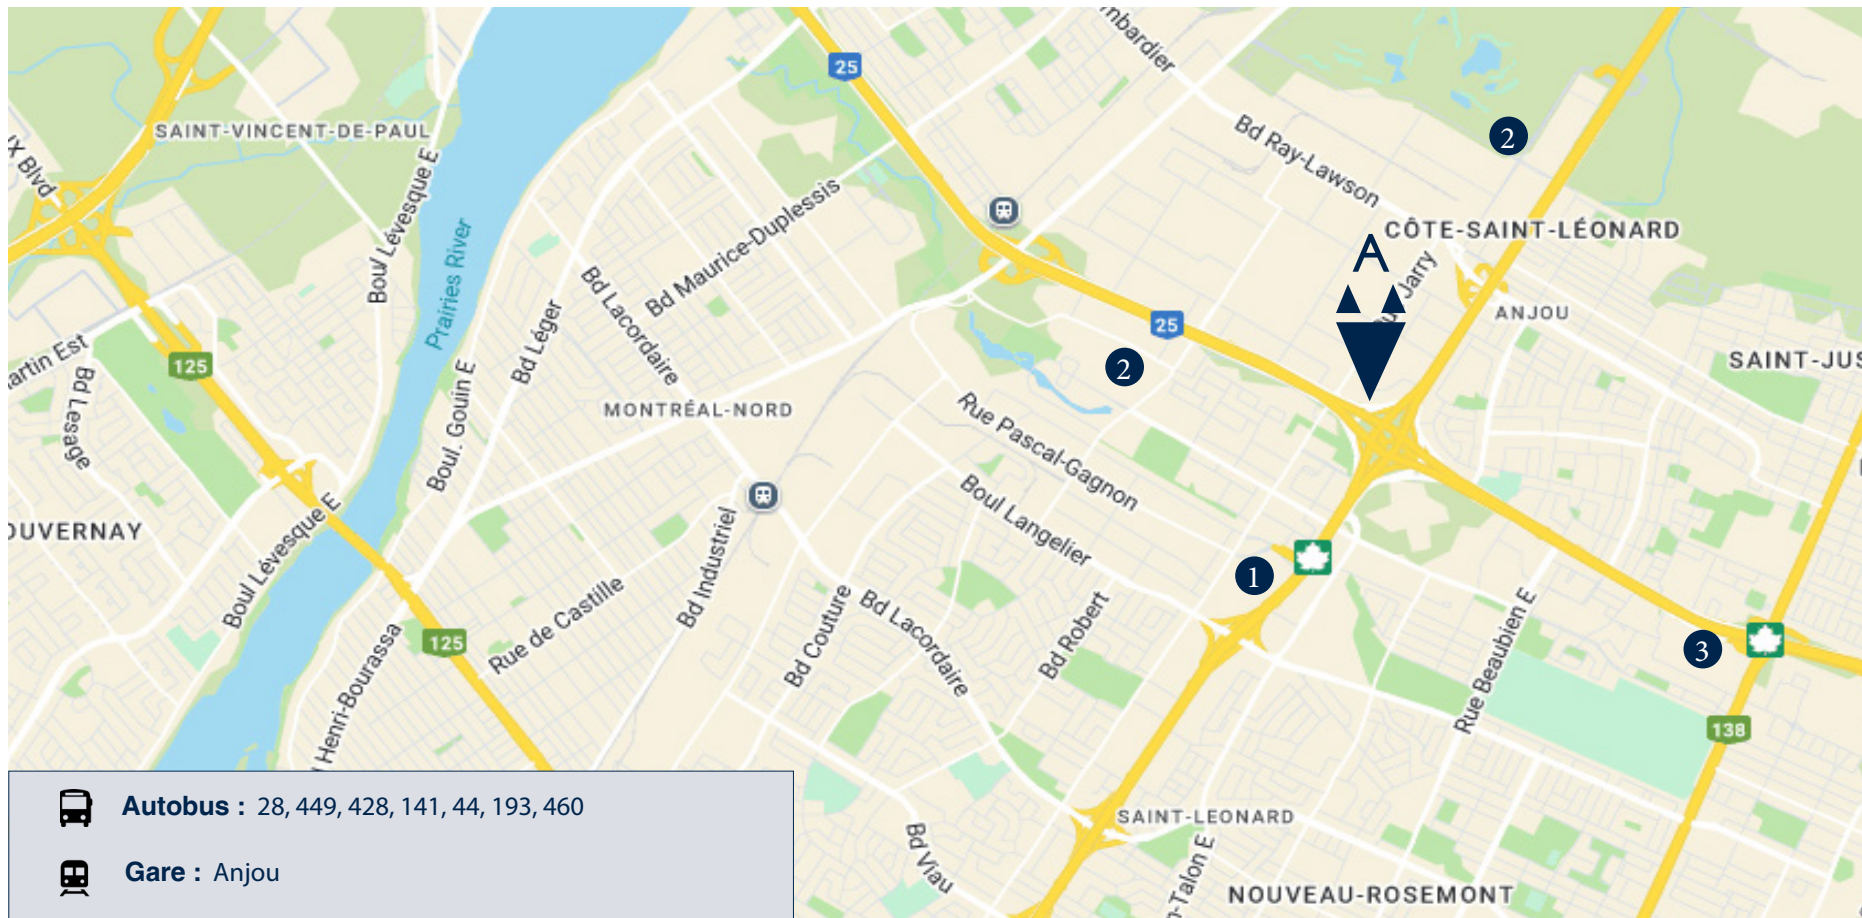 mbardier
25
SAINT-VINCENT-DE-PAUL
Bd Ray-Lawson
2
IX Blvd
Boul Lévesque E
Bd Maurice-Duplessis
CÔTE-SAINT-LÉONARD
A
Jarry
Prairies River
Bd Lacordaire
Bd Léger
ANJOU
25
artin Est
125
2
SAINT-JUS
Bd Lesage
MONTRÉAL-NORD
Boul. Gouin E
Rue Pascal-Gagnon
Boul Langelier
OUVERNAY
Boul Lévesque E
Bd Industriel
1
Rue de Castille
Bd Couture
Bd Lacordaire
Bd Robert
Rue Beaubien E
3
125
Henri-Bourassa
138
Autobus : 28, 449, 428, 141, 44, 193, 460
SAINT-LEONARD
Bd Viau
-Talon E
Gare : Anjou
NOUVEAU-ROSEMONT